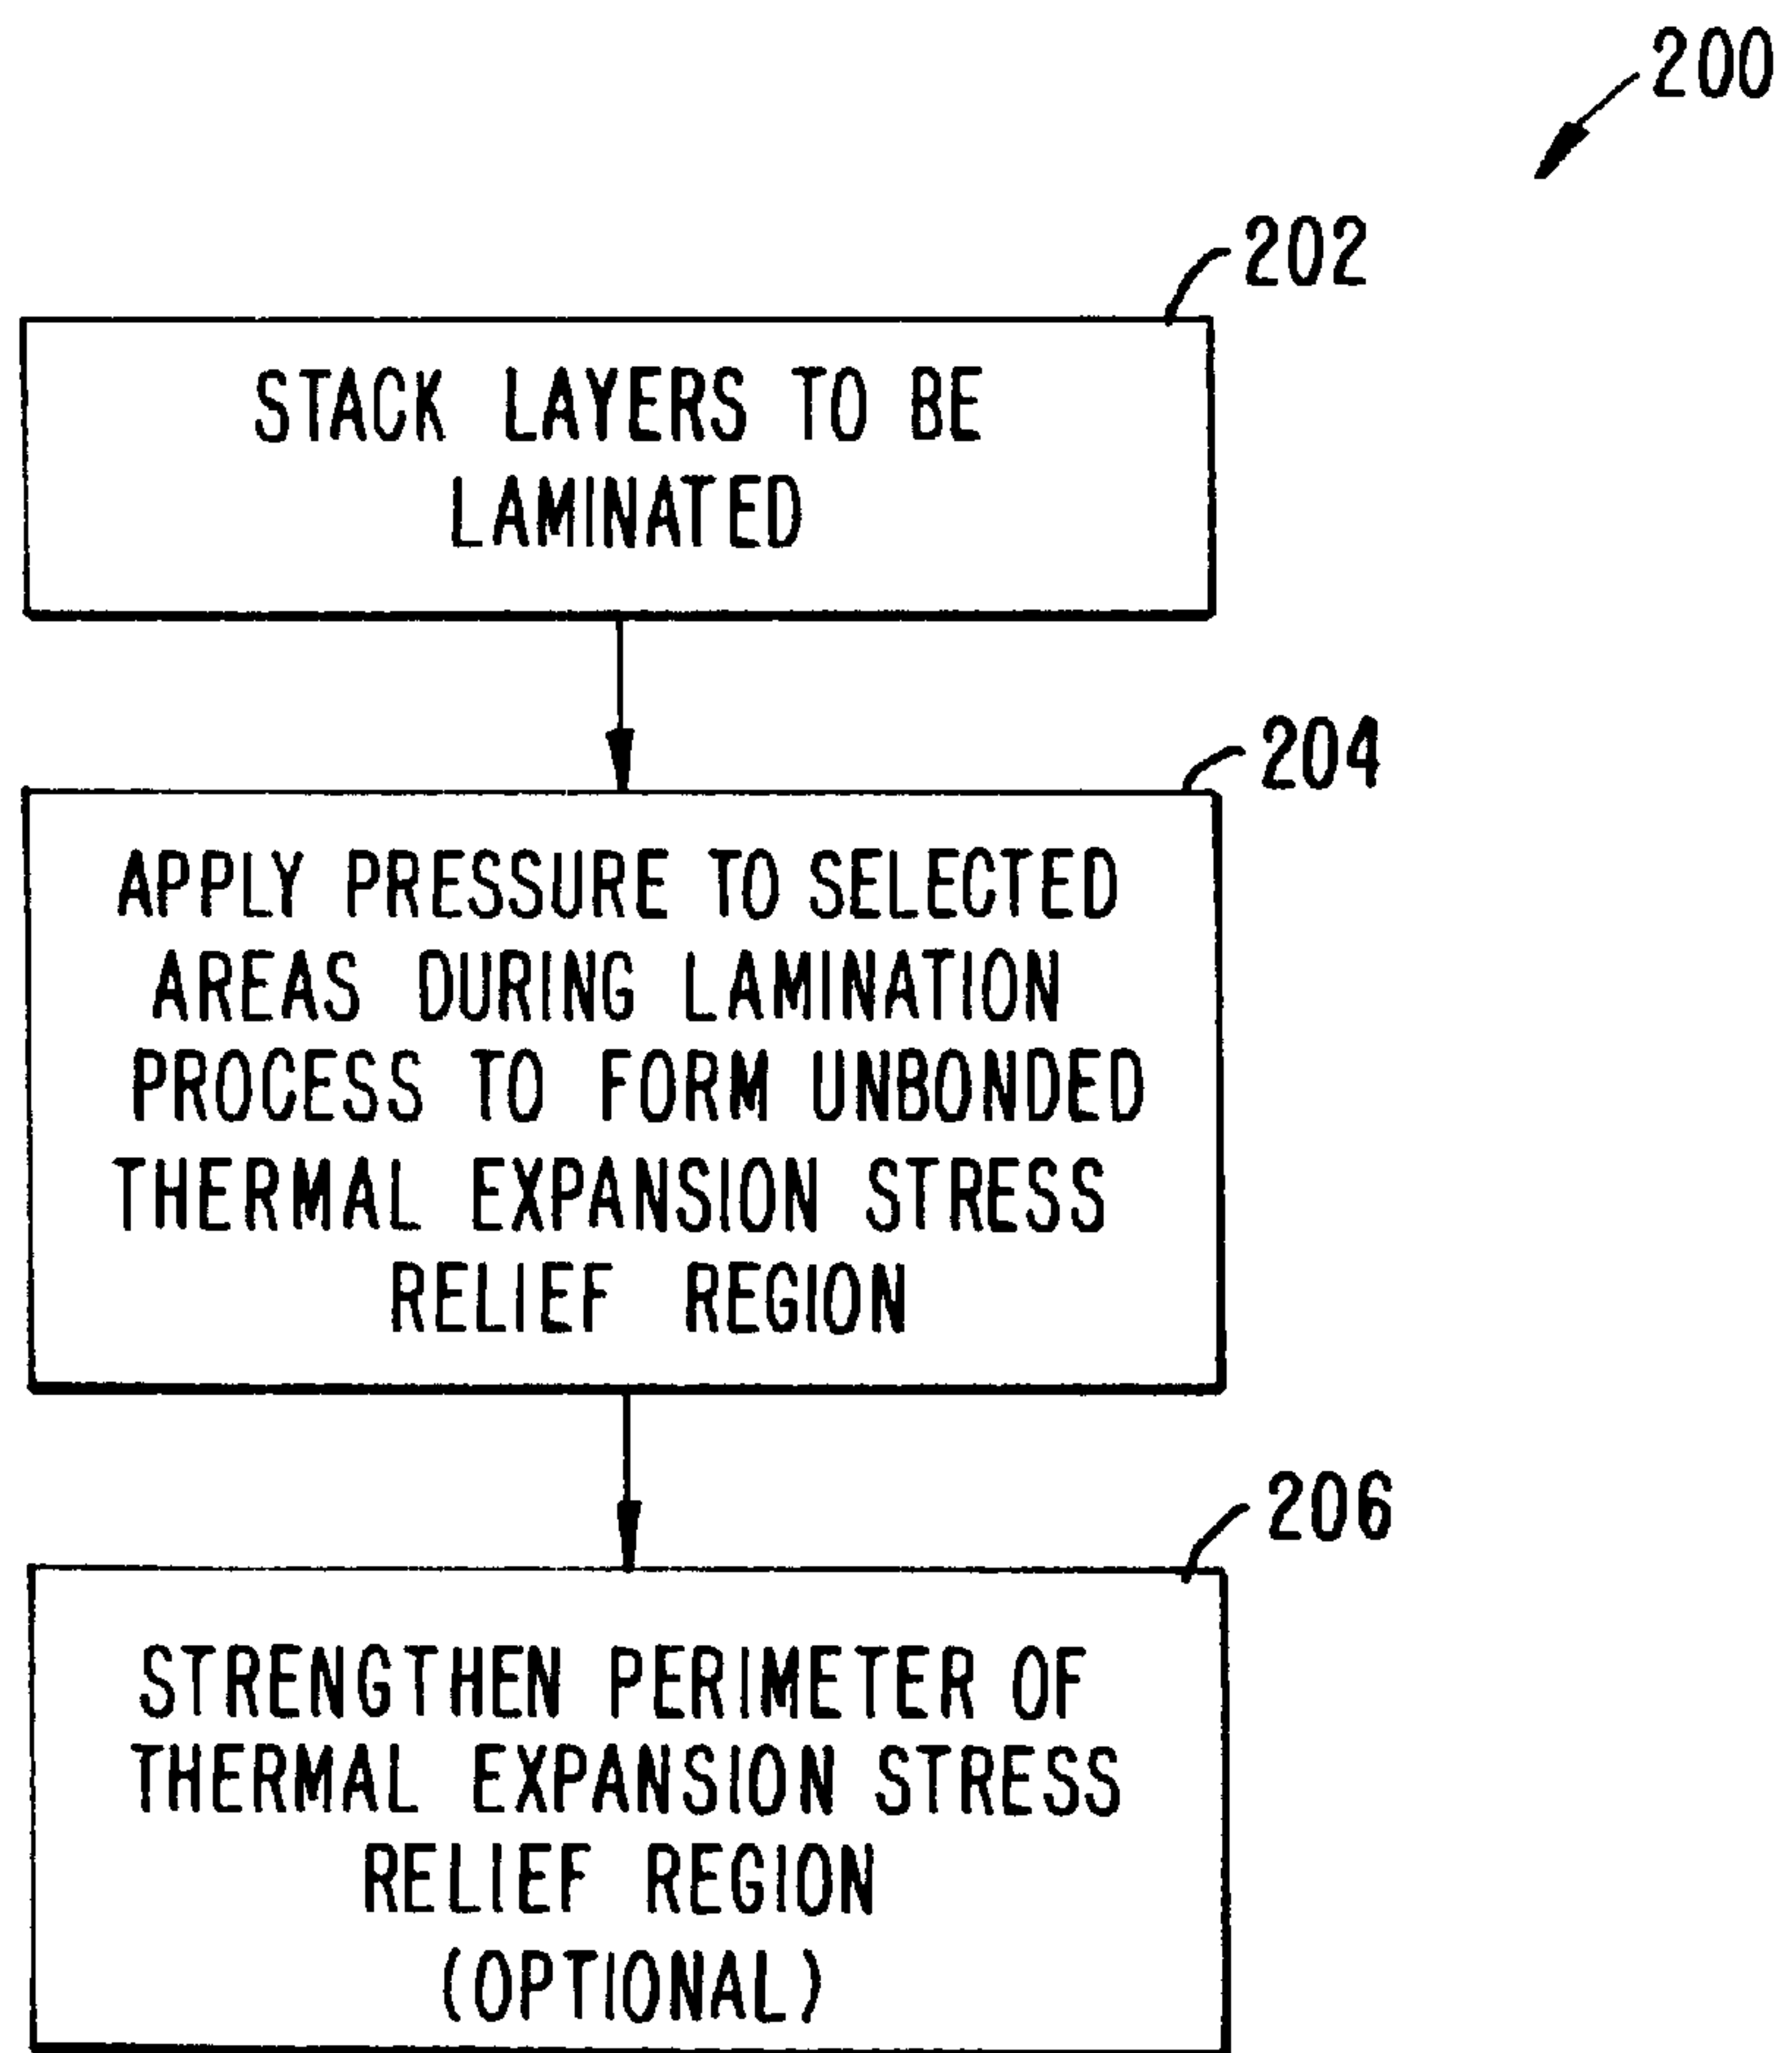 200
202
STACK LAYERS TO BE
LAMINATED
204
APPLY PRESSURE TO SELECTED
AREAS DURING LAMINATION
PROCESS TO FORM UNBONDED
THERMAL EXPANSION STRESS
RELIEF REGION
206
STRENGTHEN PERIMETER OF
THERMAL EXPANSION STRESS
RELIEF REGION
(OPTIONAL)